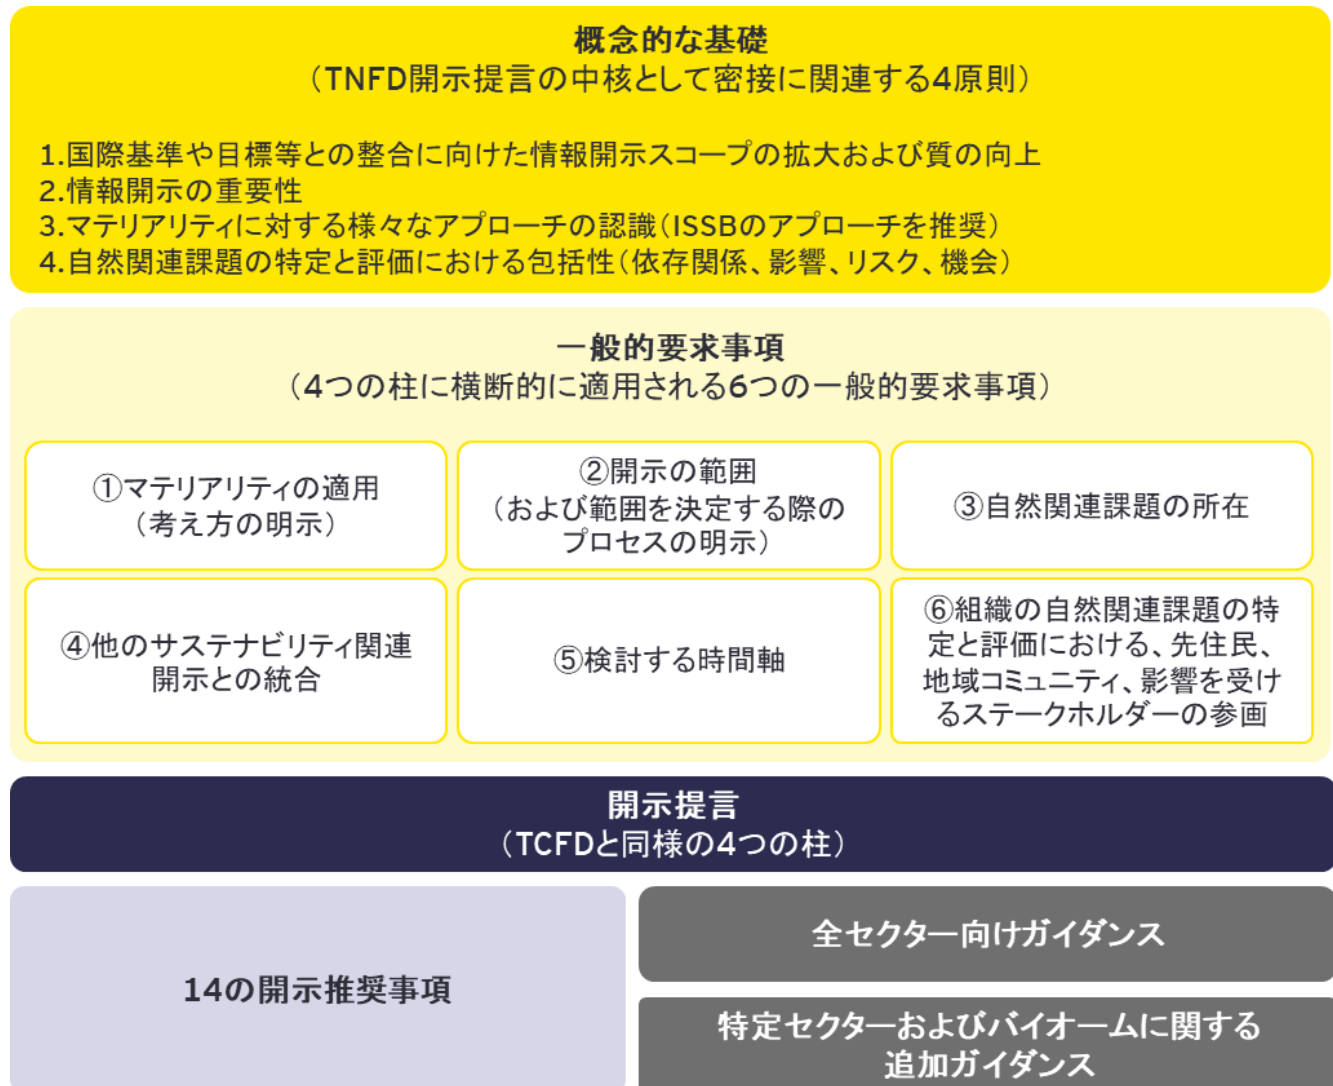 概念的な基礎
（TNFD開示提言の中核として密接に関連する4原則）
1.国際基準や目標等との整合に向けた情報開示スコープの拡大および質の向上
2.情報開示の重要性
3.マテリアリティに対する様々なアプローチの認識（ISSBのアプローチを推奨）
4.自然関連課題の特定と評価における包括性（依存関係、影響、リスク、機会）
一般的要求事項
（4つの柱に横断的に適用される6つの一般的要求事項）
①マテリアリティの適用
（考え方の明示）
②開示の範囲
（および範囲を決定する際の
プロセスの明示）
③自然関連課題の所在
④他のサステナビリティ関連
開示との統合
⑤検討する時間軸
⑥組織の自然関連課題の特
定と評価における、先住民、
地域コミュニティ、影響を受け
るステークホルダーの参画
開示提言
（TCFDと同様の4つの柱）
14の開示推奨事項
全セクター向けガイダンス
特定セクターおよびバイオームに関する
追加ガイダンス